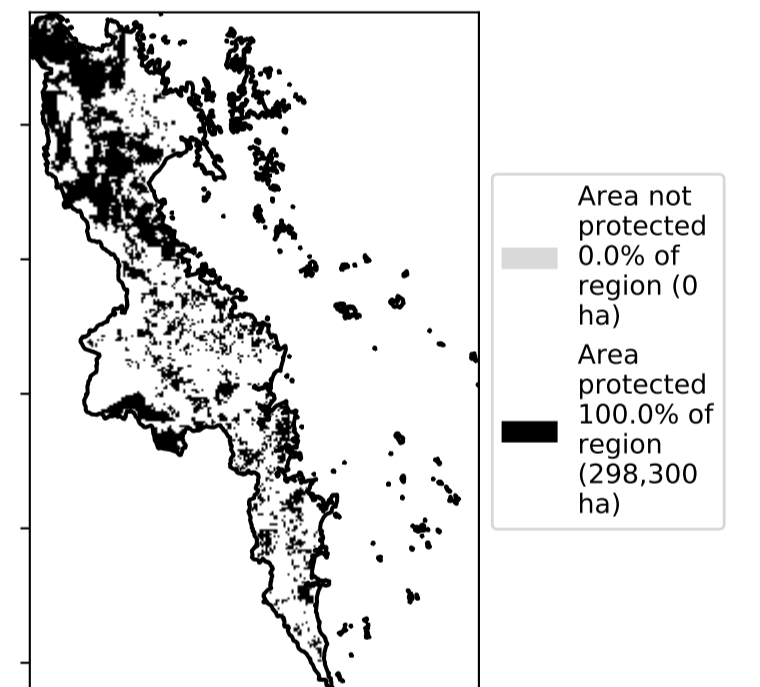 Area not
protected
0.0% of
region (0
ha)
Area
protected
100.0% of
region
(298,300
ha)